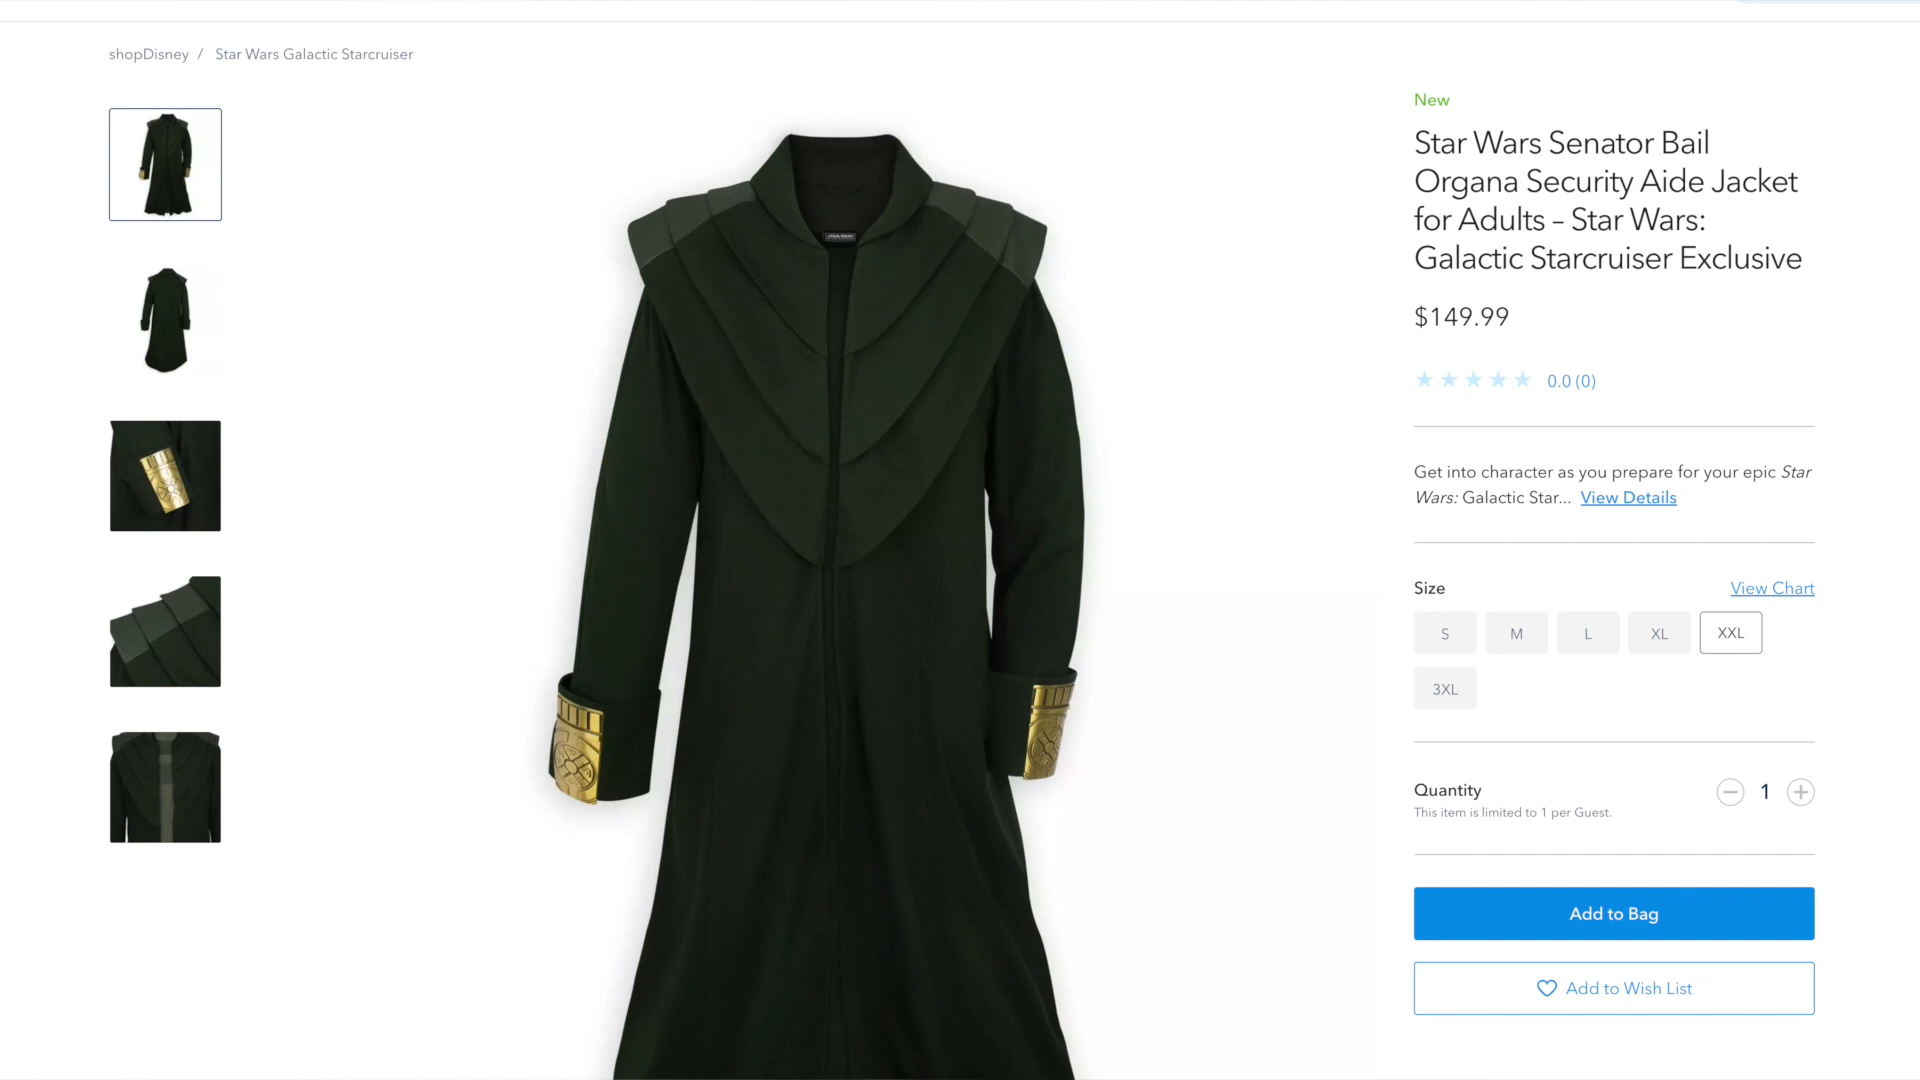 shopDisney / Star Wars Galactic Starcruiser
STAR WARS
New
Star Wars Senator Bail
Organa Security Aide Jacket
for Adults – Star Wars:
Galactic Starcruiser Exclusive
$149.99
0.0 (0)
Get into character as you prepare for your epic Star
Wars: Galactic Star... View Details
Size View Chart
S M L XL XXL
3XL
Quantity 1
This item is limited to 1 per Guest.
Add to Bag
Add to Wish List